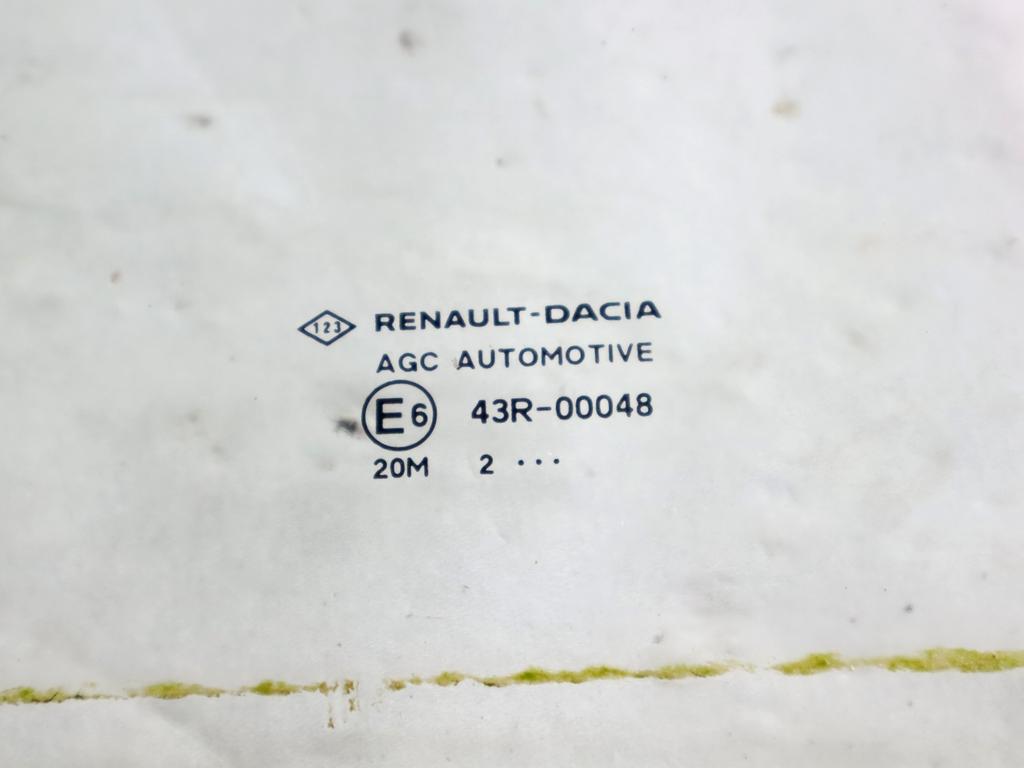 123 RENAULT-DACIA
AGC AUTOMOTIVE
E6 43R-00048
20M 2 ...